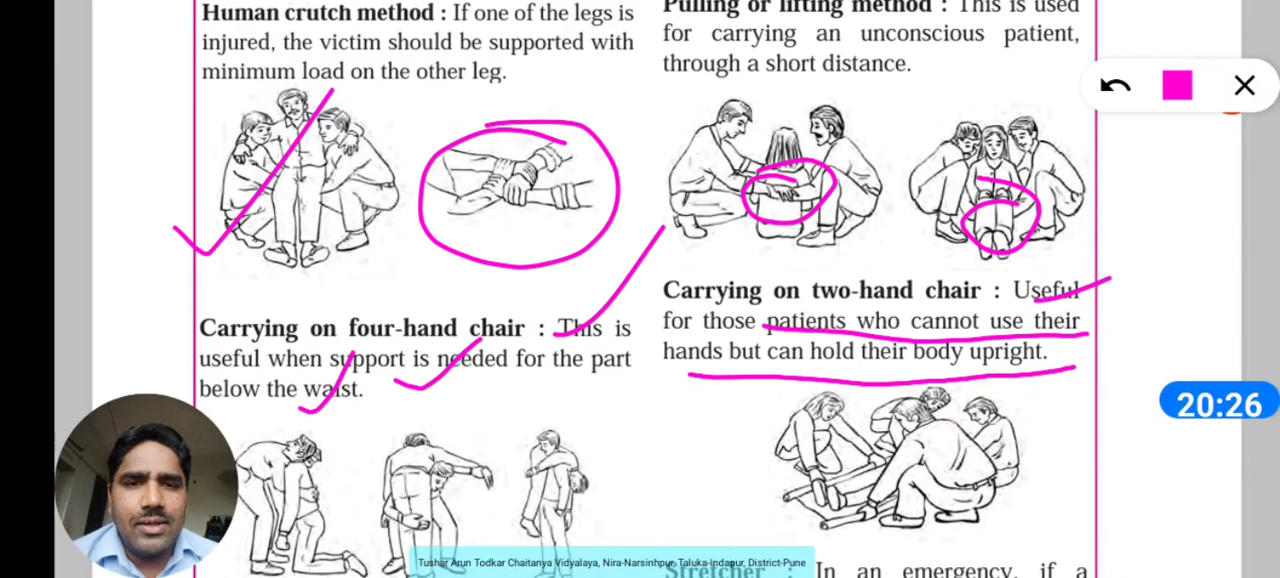 Human crutch method : If one of the legs is
injured, the victim should be supported with
minimum load on the other leg.
Carrying on four-hand chair : This is
useful when support is needed for the part
below the waist.
Pulling or lifting method : This is used
for carrying an unconscious patient,
through a short distance.
Carrying on two-hand chair : Useful
for those patients who cannot use their
hands but can hold their body upright.
Stretcher : In an emergency, if a
20:26
Tushar Arun Todkar Chaitanya Vidyalaya, Nira-Narsinhpur, Taluka-Indapur, District-Pune